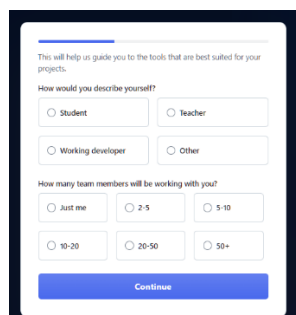 This will help us guide you to the tools that are best suited for your
projects.
How would you describe yourself?
Student
Teacher
Working developer
Other
How many team members will be working with you?
Just me
2-5
5-10
10-20
20-50
50+
Continue